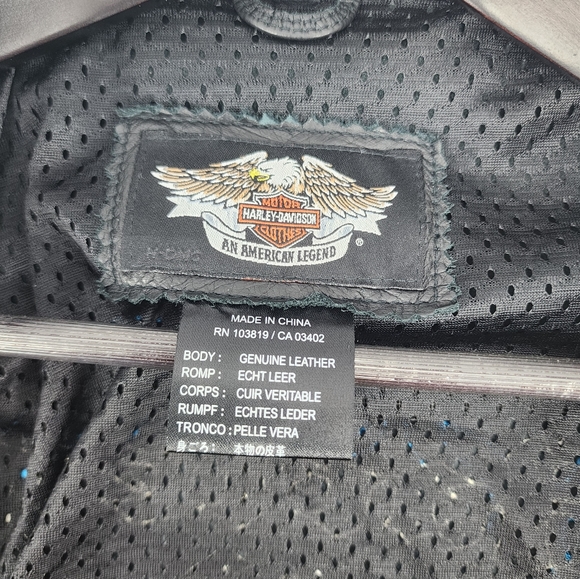 MOTOR
HARLEY-DAVIDSON
CLOTHES
AN AMERICAN LEGEND
®
MADE IN CHINA
RN 103819 / CA 03402
BODY : GENUINE LEATHER
ROMP : ECHT LEER
CORPS : CUIR VERITABLE
RUMPF : ECHTES LEDER
TRONCO : PELLE VERA
身ごろ : 本物の皮革